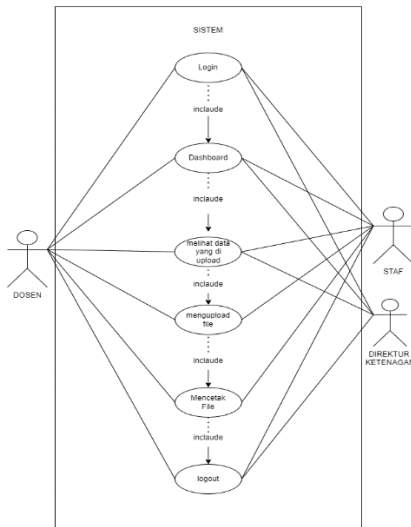 SISTEM
Login
inclaude
Dashboard
inclaude
melihat data
yang di
upload
inclaude
mengupload
file
inclaude
Mencetak
File
inclaude
logout
DOSEN
STAF
DIREKTUR
KETENAGAN